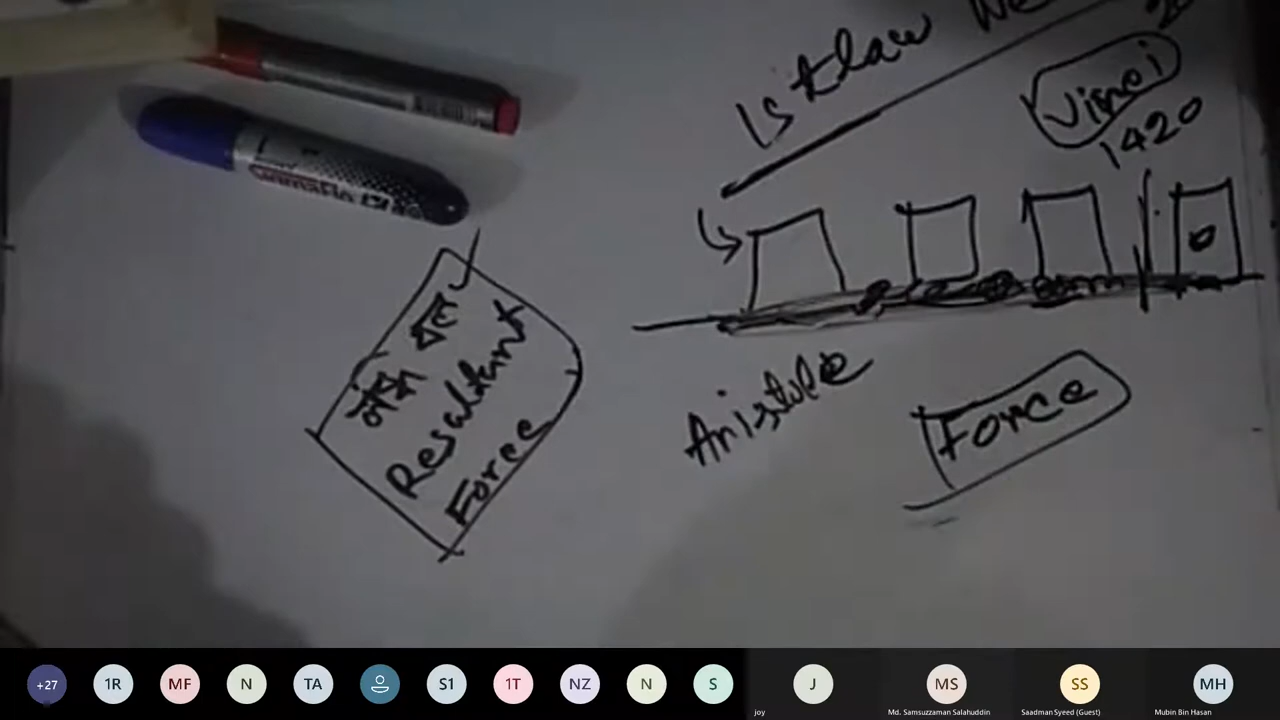 1st law
Vinci
1420
লব্ধি বল
Resultant
Force
Aristotle
Force
+27
1R
MF
N
TA
S1
1T
NZ
N
S
J
MS
SS
MH
joy
Md. Samsuzzaman Salahuddin
Saadman Syeed (Guest)
Mubin Bin Hasan